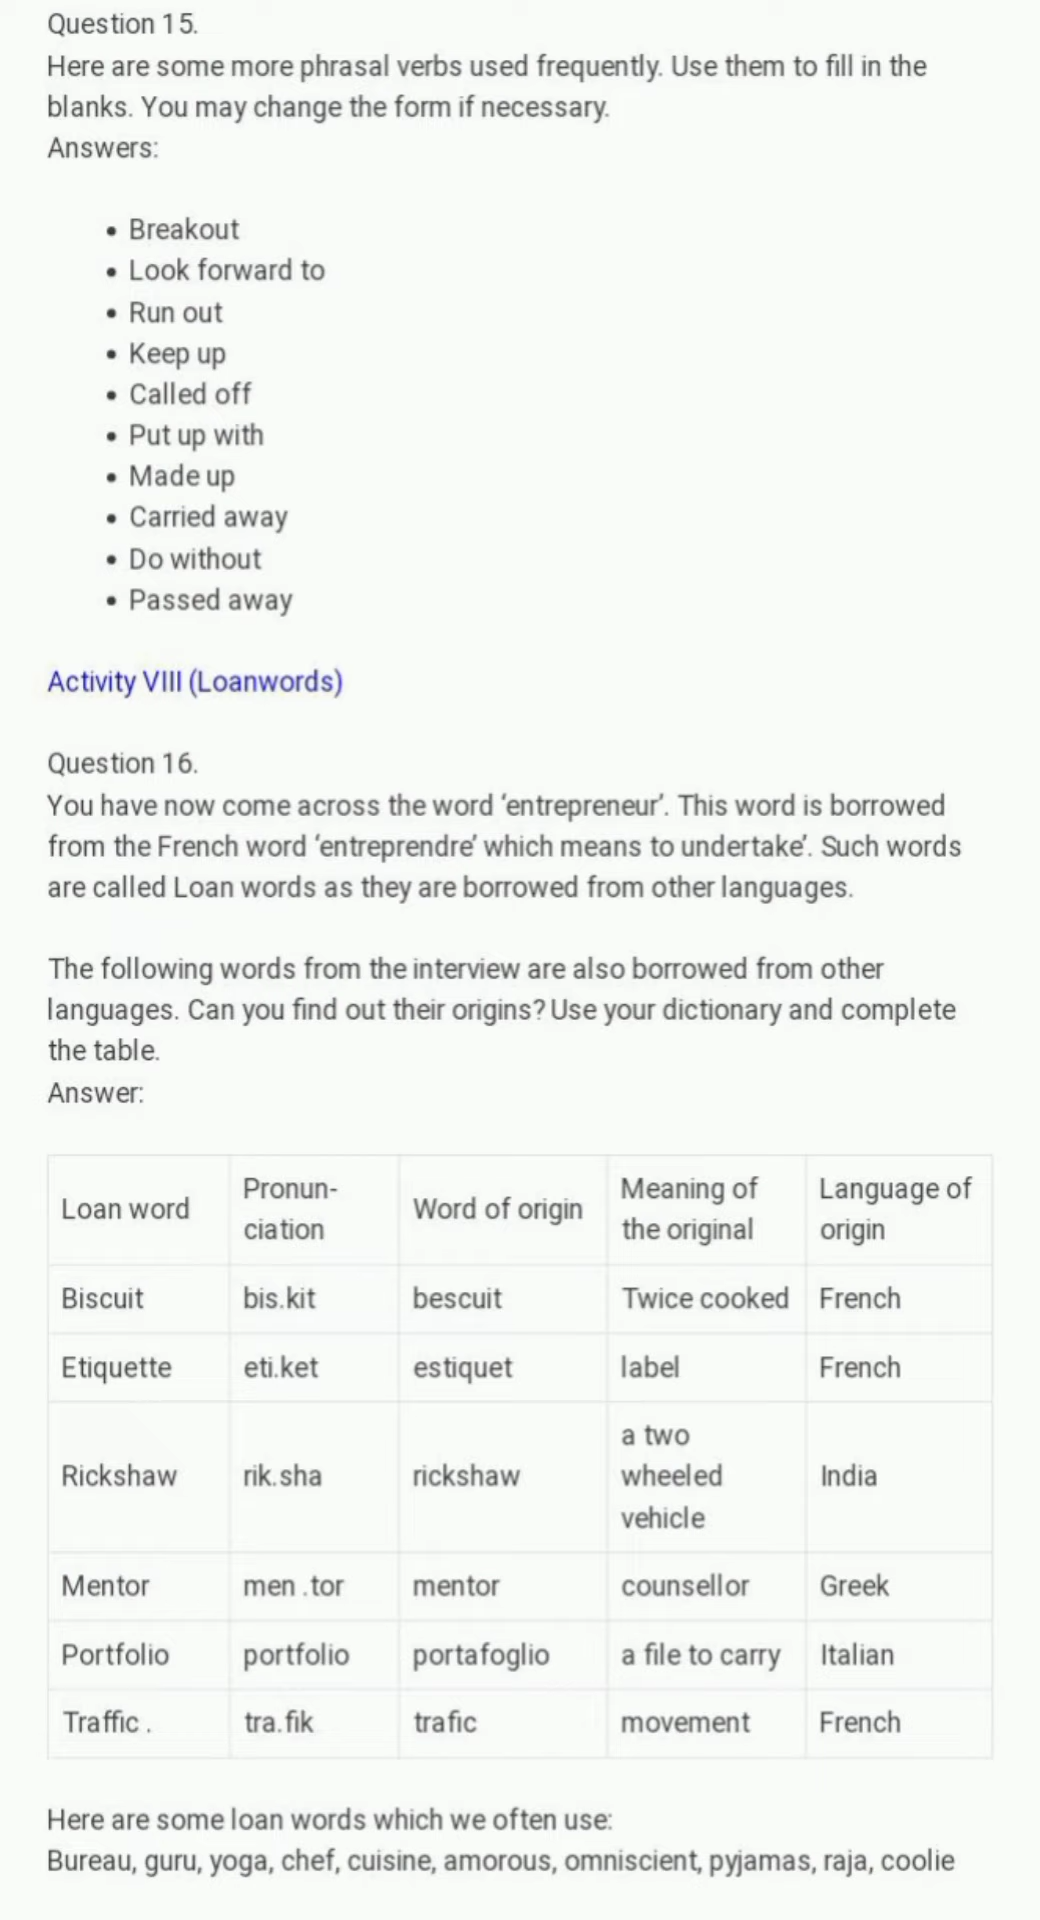 Question 15.
Here are some more phrasal verbs used frequently. Use them to fill in the
blanks. You may change the form if necessary.
Answers:
• Breakout
• Look forward to
• Run out
• Keep up
• Called off
• Put up with
• Made up
• Carried away
• Do without
• Passed away
Activity VIII (Loanwords)
Question 16.
You have now come across the word ‘entrepreneur’. This word is borrowed
from the French word ‘entreprendre’ which means to undertake’. Such words
are called Loan words as they are borrowed from other languages.
The following words from the interview are also borrowed from other
languages. Can you find out their origins? Use your dictionary and complete
the table.
Answer:
Loan word | Pronun-ciation | Word of origin | Meaning of the original | Language of origin
Biscuit | bis.kit | bescuit | Twice cooked | French
Etiquette | eti.ket | estiquet | label | French
Rickshaw | rik.sha | rickshaw | a two wheeled vehicle | India
Mentor | men .tor | mentor | counsellor | Greek
Portfolio | portfolio | portafoglio | a file to carry | Italian
Traffic . | tra.fik | trafic | movement | French
Here are some loan words which we often use:
Bureau, guru, yoga, chef, cuisine, amorous, omniscient, pyjamas, raja, coolie